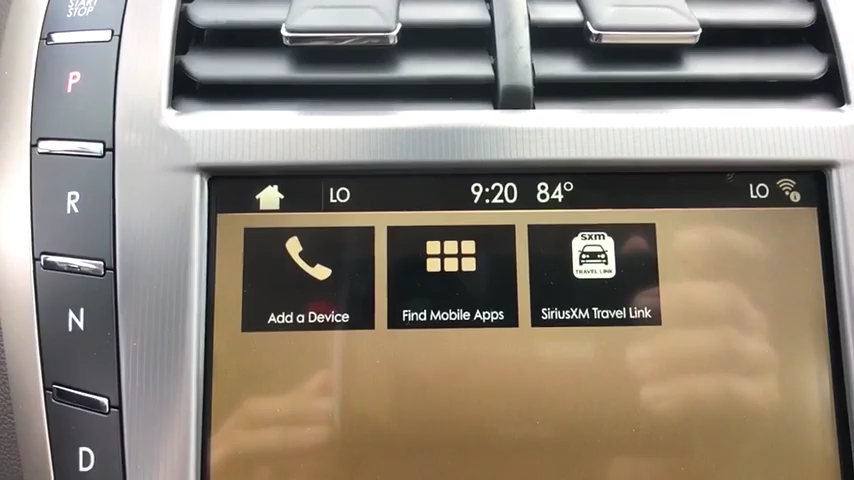 START
STOP
P
R
N
D
LO 9:20 84° LO
Add a Device
Find Mobile Apps
sxm
TRAVEL LINK
SiriusXM Travel Link